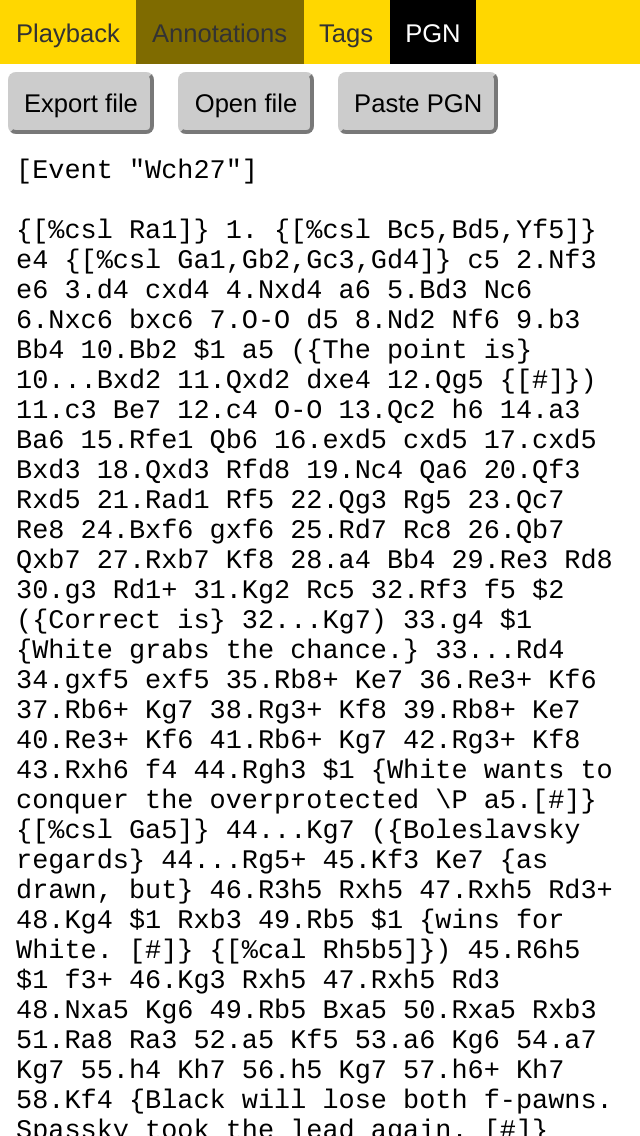 Playback Annotations Tags PGN
Export file Open file Paste PGN
[Event "Wch27"]
{[%csl Ra1]} 1. {[%csl Bc5,Bd5,Yf5]}
e4 {[%csl Ga1,Gb2,Gc3,Gd4]} c5 2.Nf3
e6 3.d4 cxd4 4.Nxd4 a6 5.Bd3 Nc6
6.Nxc6 bxc6 7.O-O d5 8.Nd2 Nf6 9.b3
Bb4 10.Bb2 $1 a5 ({The point is}
10...Bxd2 11.Qxd2 dxe4 12.Qg5 {[#]})
11.c3 Be7 12.c4 O-O 13.Qc2 h6 14.a3
Ba6 15.Rfe1 Qb6 16.exd5 cxd5 17.cxd5
Bxd3 18.Qxd3 Rfd8 19.Nc4 Qa6 20.Qf3
Rxd5 21.Rad1 Rf5 22.Qg3 Rg5 23.Qc7
Re8 24.Bxf6 gxf6 25.Rd7 Rc8 26.Qb7
Qxb7 27.Rxb7 Kf8 28.a4 Bb4 29.Re3 Rd8
30.g3 Rd1+ 31.Kg2 Rc5 32.Rf3 f5 $2
({Correct is} 32...Kg7) 33.g4 $1
{White grabs the chance.} 33...Rd4
34.gxf5 exf5 35.Rb8+ Ke7 36.Re3+ Kf6
37.Rb6+ Kg7 38.Rg3+ Kf8 39.Rb8+ Ke7
40.Re3+ Kf6 41.Rb6+ Kg7 42.Rg3+ Kf8
43.Rxh6 f4 44.Rgh3 $1 {White wants to
conquer the overprotected \P a5.[#]}
{[%csl Ga5]} 44...Kg7 ({Boleslavsky
regards} 44...Rg5+ 45.Kf3 Ke7 {as
drawn, but} 46.R3h5 Rxh5 47.Rxh5 Rd3+
48.Kg4 $1 Rxb3 49.Rb5 $1 {wins for
White. [#]} {[%cal Rh5b5]}) 45.R6h5
$1 f3+ 46.Kg3 Rxh5 47.Rxh5 Rd3
48.Nxa5 Kg6 49.Rb5 Bxa5 50.Rxa5 Rxb3
51.Ra8 Ra3 52.a5 Kf5 53.a6 Kg6 54.a7
Kg7 55.h4 Kh7 56.h5 Kg7 57.h6+ Kh7
58.Kf4 {Black will lose both f-pawns.
Spassky took the lead again. [#]}